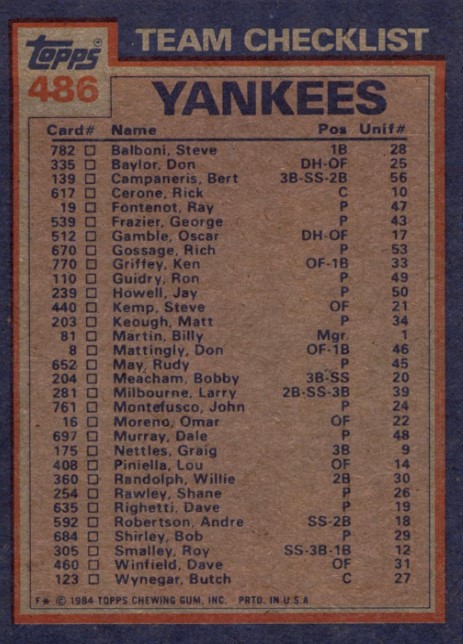 Topps
TEAM CHECKLIST
486
YANKEES
Card# Name Pos Unif#
782 Balboni, Steve 1B 28
335 Baylor, Don DH-OF 25
139 Campaneris, Bert 3B-SS-2B 56
617 Cerone, Rick C 10
19 Fontenot, Ray P 47
539 Frazier, George P 43
512 Gamble, Oscar DH-OF 17
670 Gossage, Rich P 53
770 Griffey, Ken OF-1B 33
110 Guidry, Ron P 49
239 Howell, Jay P 50
440 Kemp, Steve OF 21
203 Keough, Matt P 34
81 Martin, Billy Mgr. 1
8 Mattingly, Don OF-1B 46
652 May, Rudy P 45
204 Meacham, Bobby 3B-SS 20
281 Milbourne, Larry 2B-SS-3B 39
761 Montefusco, John P 24
16 Moreno, Omar OF 22
697 Murray, Dale P 48
175 Nettles, Graig 3B 9
408 Piniella, Lou OF 14
360 Randolph, Willie 2B 30
254 Rawley, Shane P 26
635 Righetti, Dave P 19
592 Robertson, Andre SS-2B 18
684 Shirley, Bob P 29
305 Smalley, Roy SS-3B-1B 12
460 Winfield, Dave OF 31
123 Wynegar, Butch C 27
F* © 1984 TOPPS CHEWING GUM, INC. PRTD. IN U.S.A